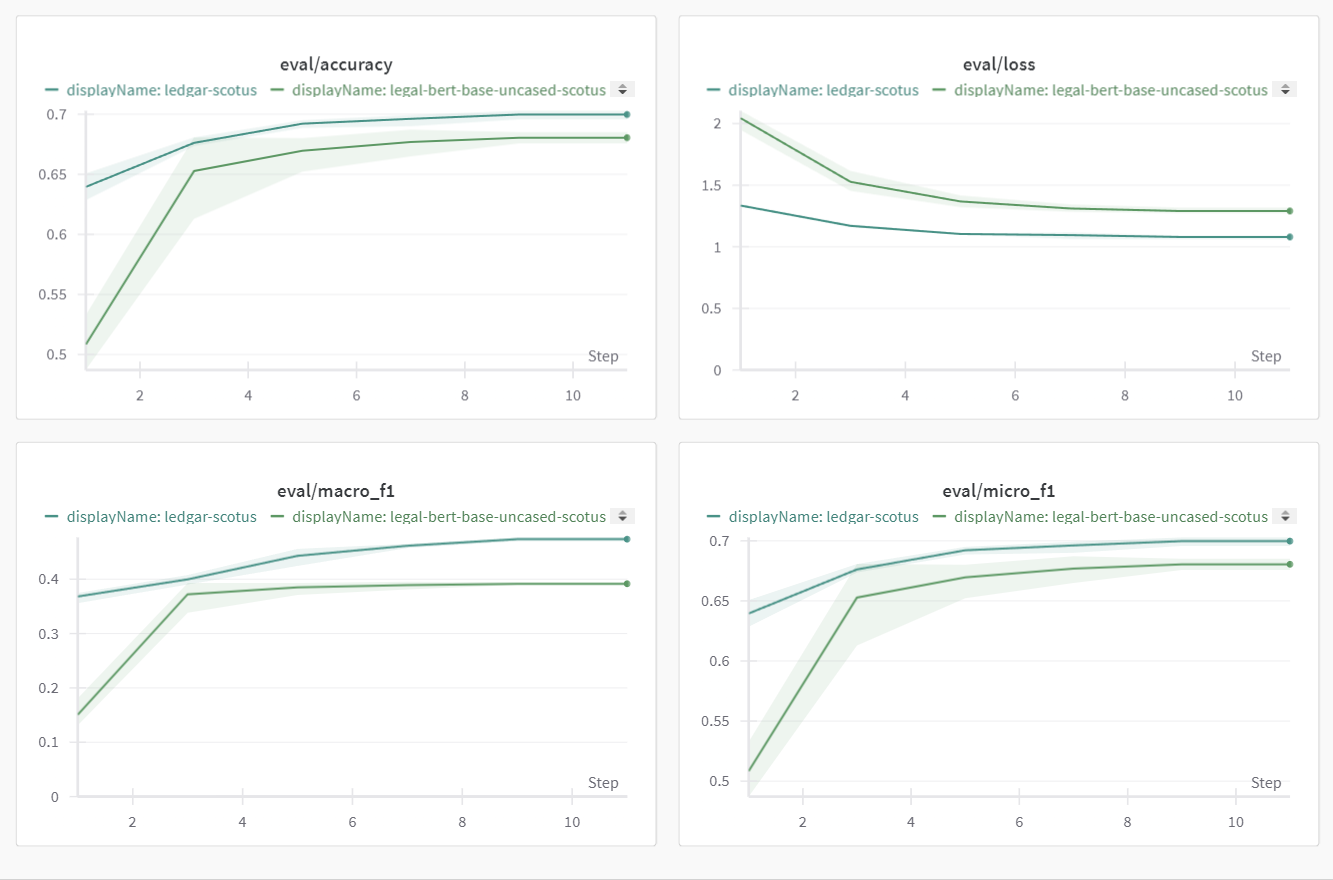 eval/accuracy
displayName: ledgar-scotus displayName: legal-bert-base-uncased-scotus
0.7
0.65
0.6
0.55
0.5
Step
2 4 6 8 10
eval/loss
displayName: ledgar-scotus displayName: legal-bert-base-uncased-scotus
2
1.5
1
0.5
0
Step
2 4 6 8 10
eval/macro_f1
displayName: ledgar-scotus displayName: legal-bert-base-uncased-scotus
0.4
0.3
0.2
0.1
0
Step
2 4 6 8 10
eval/micro_f1
displayName: ledgar-scotus displayName: legal-bert-base-uncased-scotus
0.7
0.65
0.6
0.55
0.5
Step
2 4 6 8 10